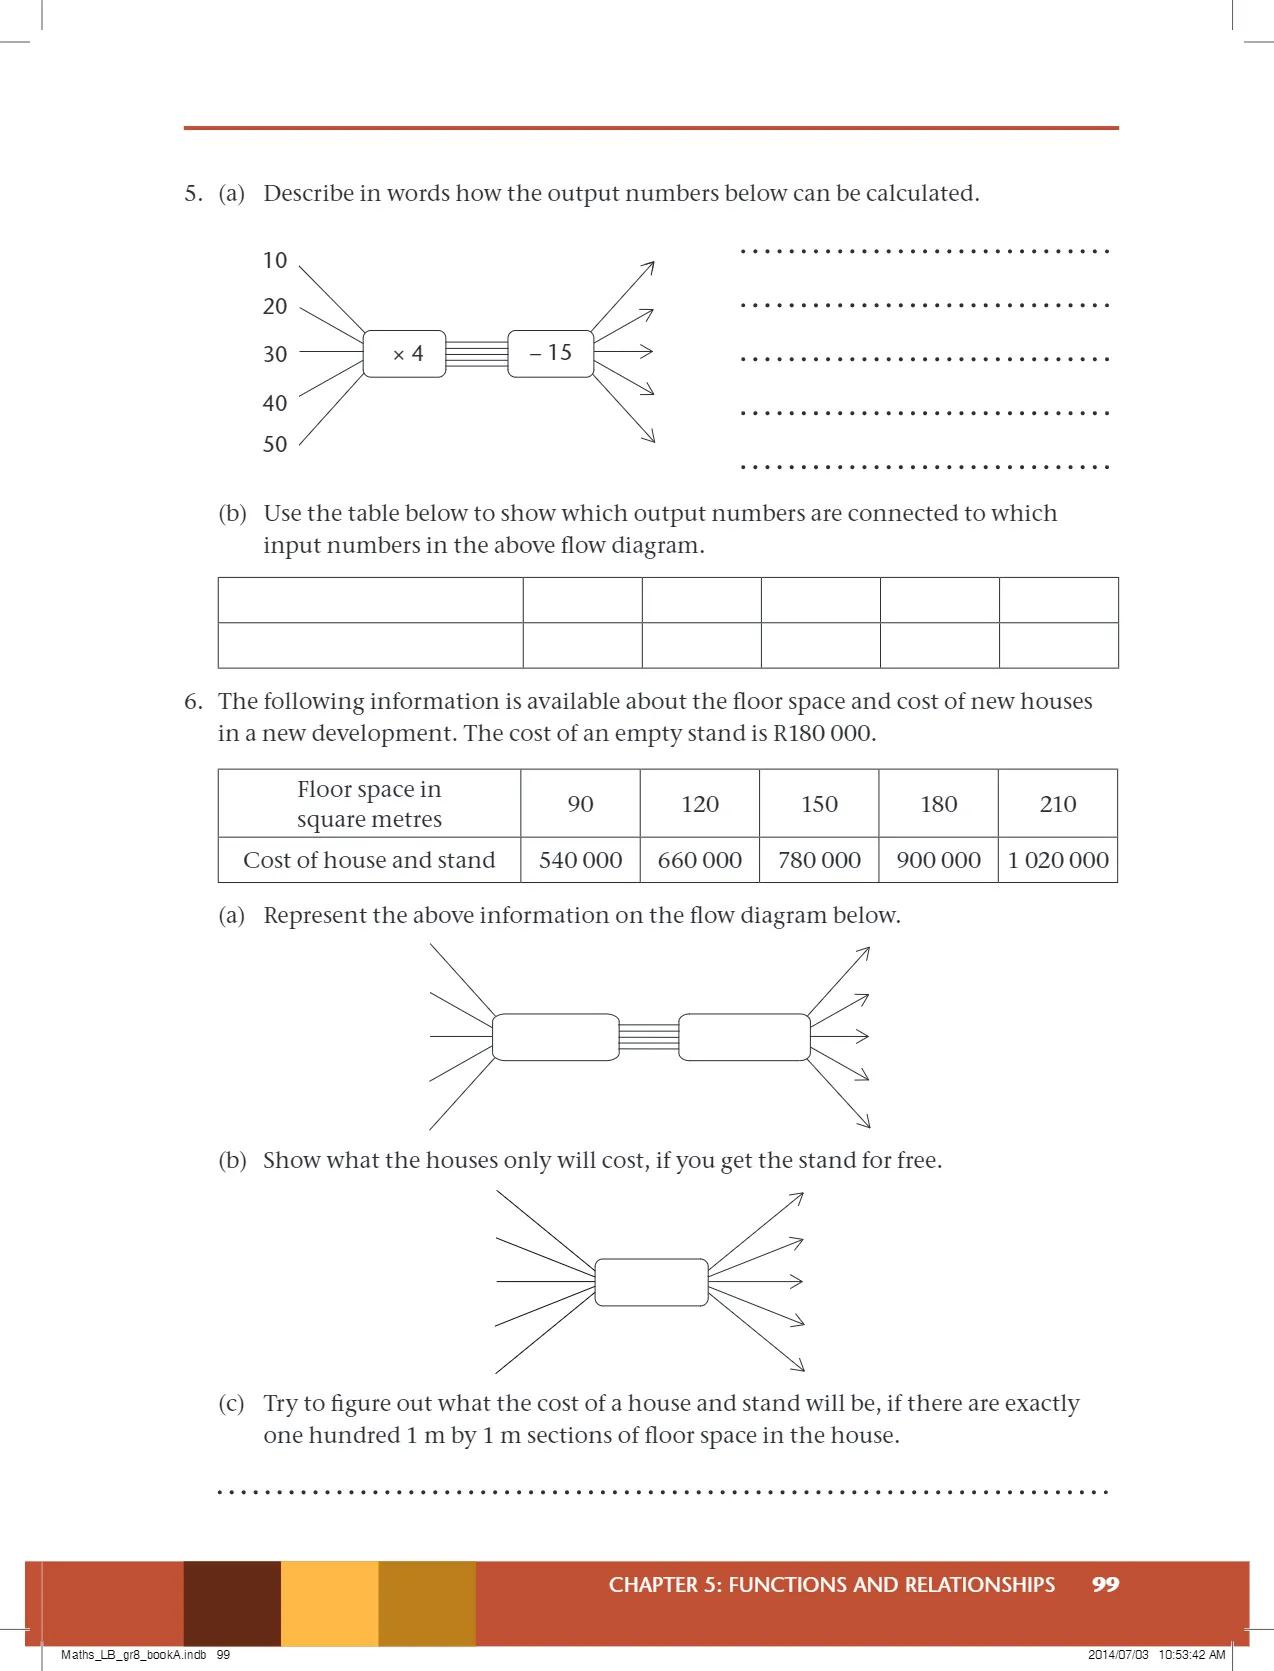 5. (a) Describe in words how the output numbers below can be calculated.
10
20
30
40
50
× 4
– 15
(b) Use the table below to show which output numbers are connected to which
input numbers in the above flow diagram.
6. The following information is available about the floor space and cost of new houses
in a new development. The cost of an empty stand is R180 000.
Floor space in
square metres
90 120 150 180 210
Cost of house and stand 540 000 660 000 780 000 900 000 1 020 000
(a) Represent the above information on the flow diagram below.
(b) Show what the houses only will cost, if you get the stand for free.
(c) Try to figure out what the cost of a house and stand will be, if there are exactly
one hundred 1 m by 1 m sections of floor space in the house.
CHAPTER 5: FUNCTIONS AND RELATIONSHIPS 99
Maths_LB_gr8_bookA.indb 99
2014/07/03 10:53:42 AM